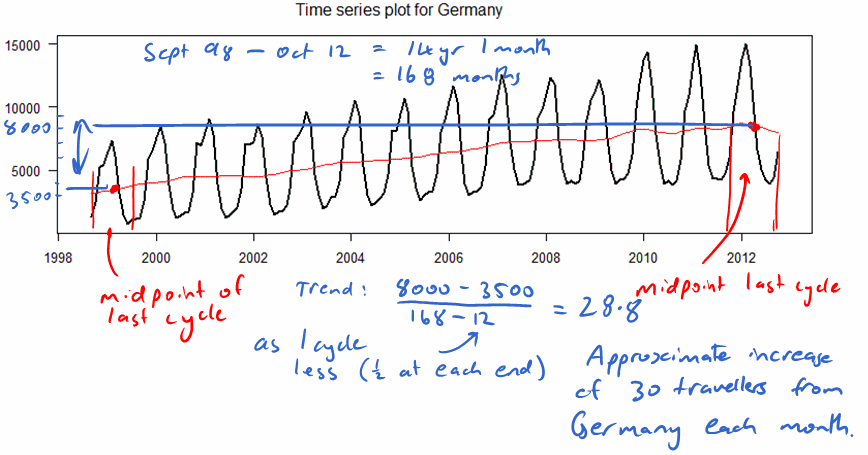 Time series plot for Germany
15000
Sept 98 – Oct 12 = 14yr 1 month
= 168 months
10000
8000
5000
3500
1998 2000 2002 2004 2006 2008 2010 2012
midpoint of
last cycle
Trend: 8000 – 3500
168 – 12
= 28.8
midpoint last cycle
as 1 cycle
less (½ at each end)
Approximate increase
of 30 travellers from
Germany each month.